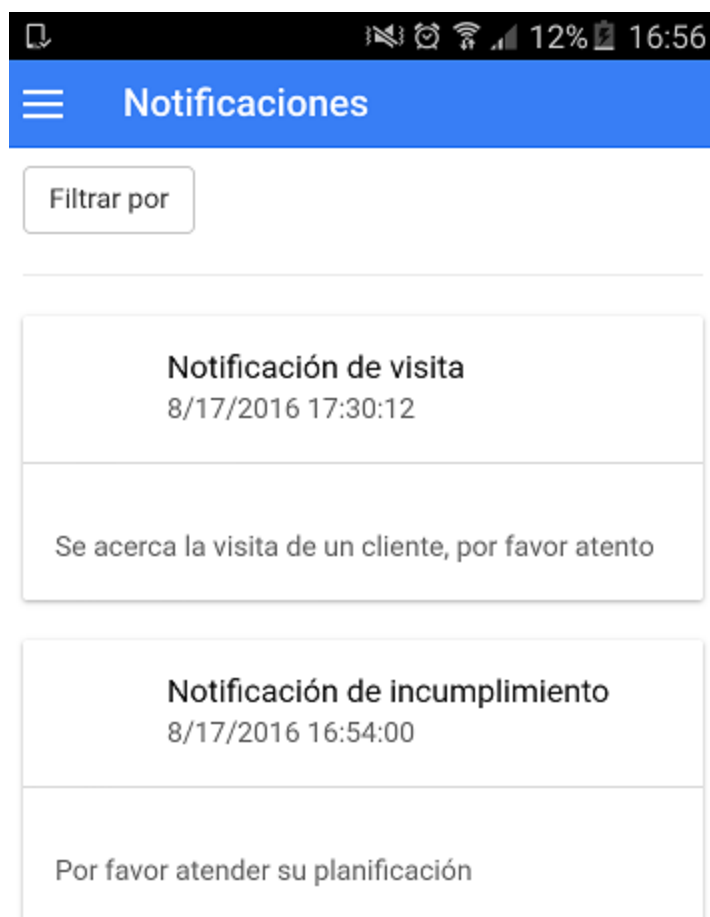 12% 16:56
Notificaciones
Filtrar por
Notificación de visita
8/17/2016 17:30:12
Se acerca la visita de un cliente, por favor atento
Notificación de incumplimiento
8/17/2016 16:54:00
Por favor atender su planificación